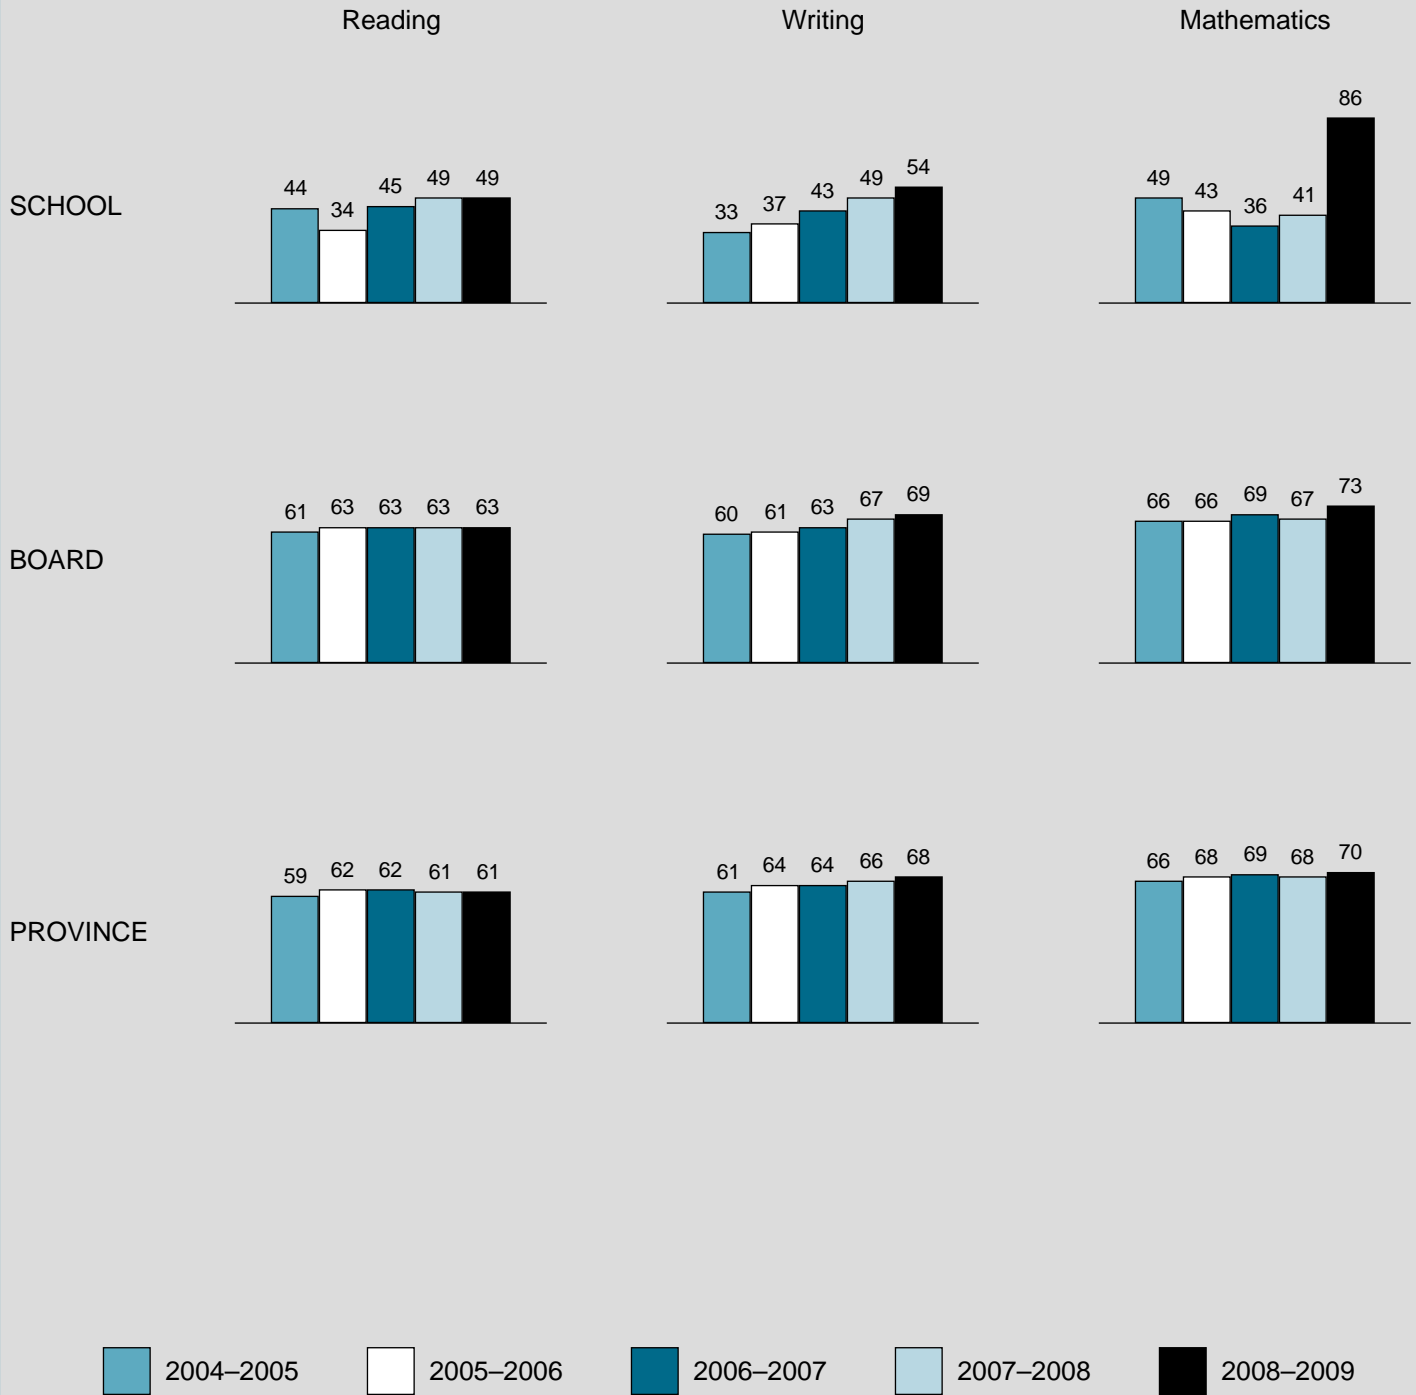 Reading Writing Mathematics
SCHOOL
44 34 45 49 49
33 37 43 49 54
49 43 36 41 86
BOARD
61 63 63 63 63
60 61 63 67 69
66 66 69 67 73
PROVINCE
59 62 62 61 61
61 64 64 66 68
66 68 69 68 70
2004–2005 2005–2006 2006–2007 2007–2008 2008–2009